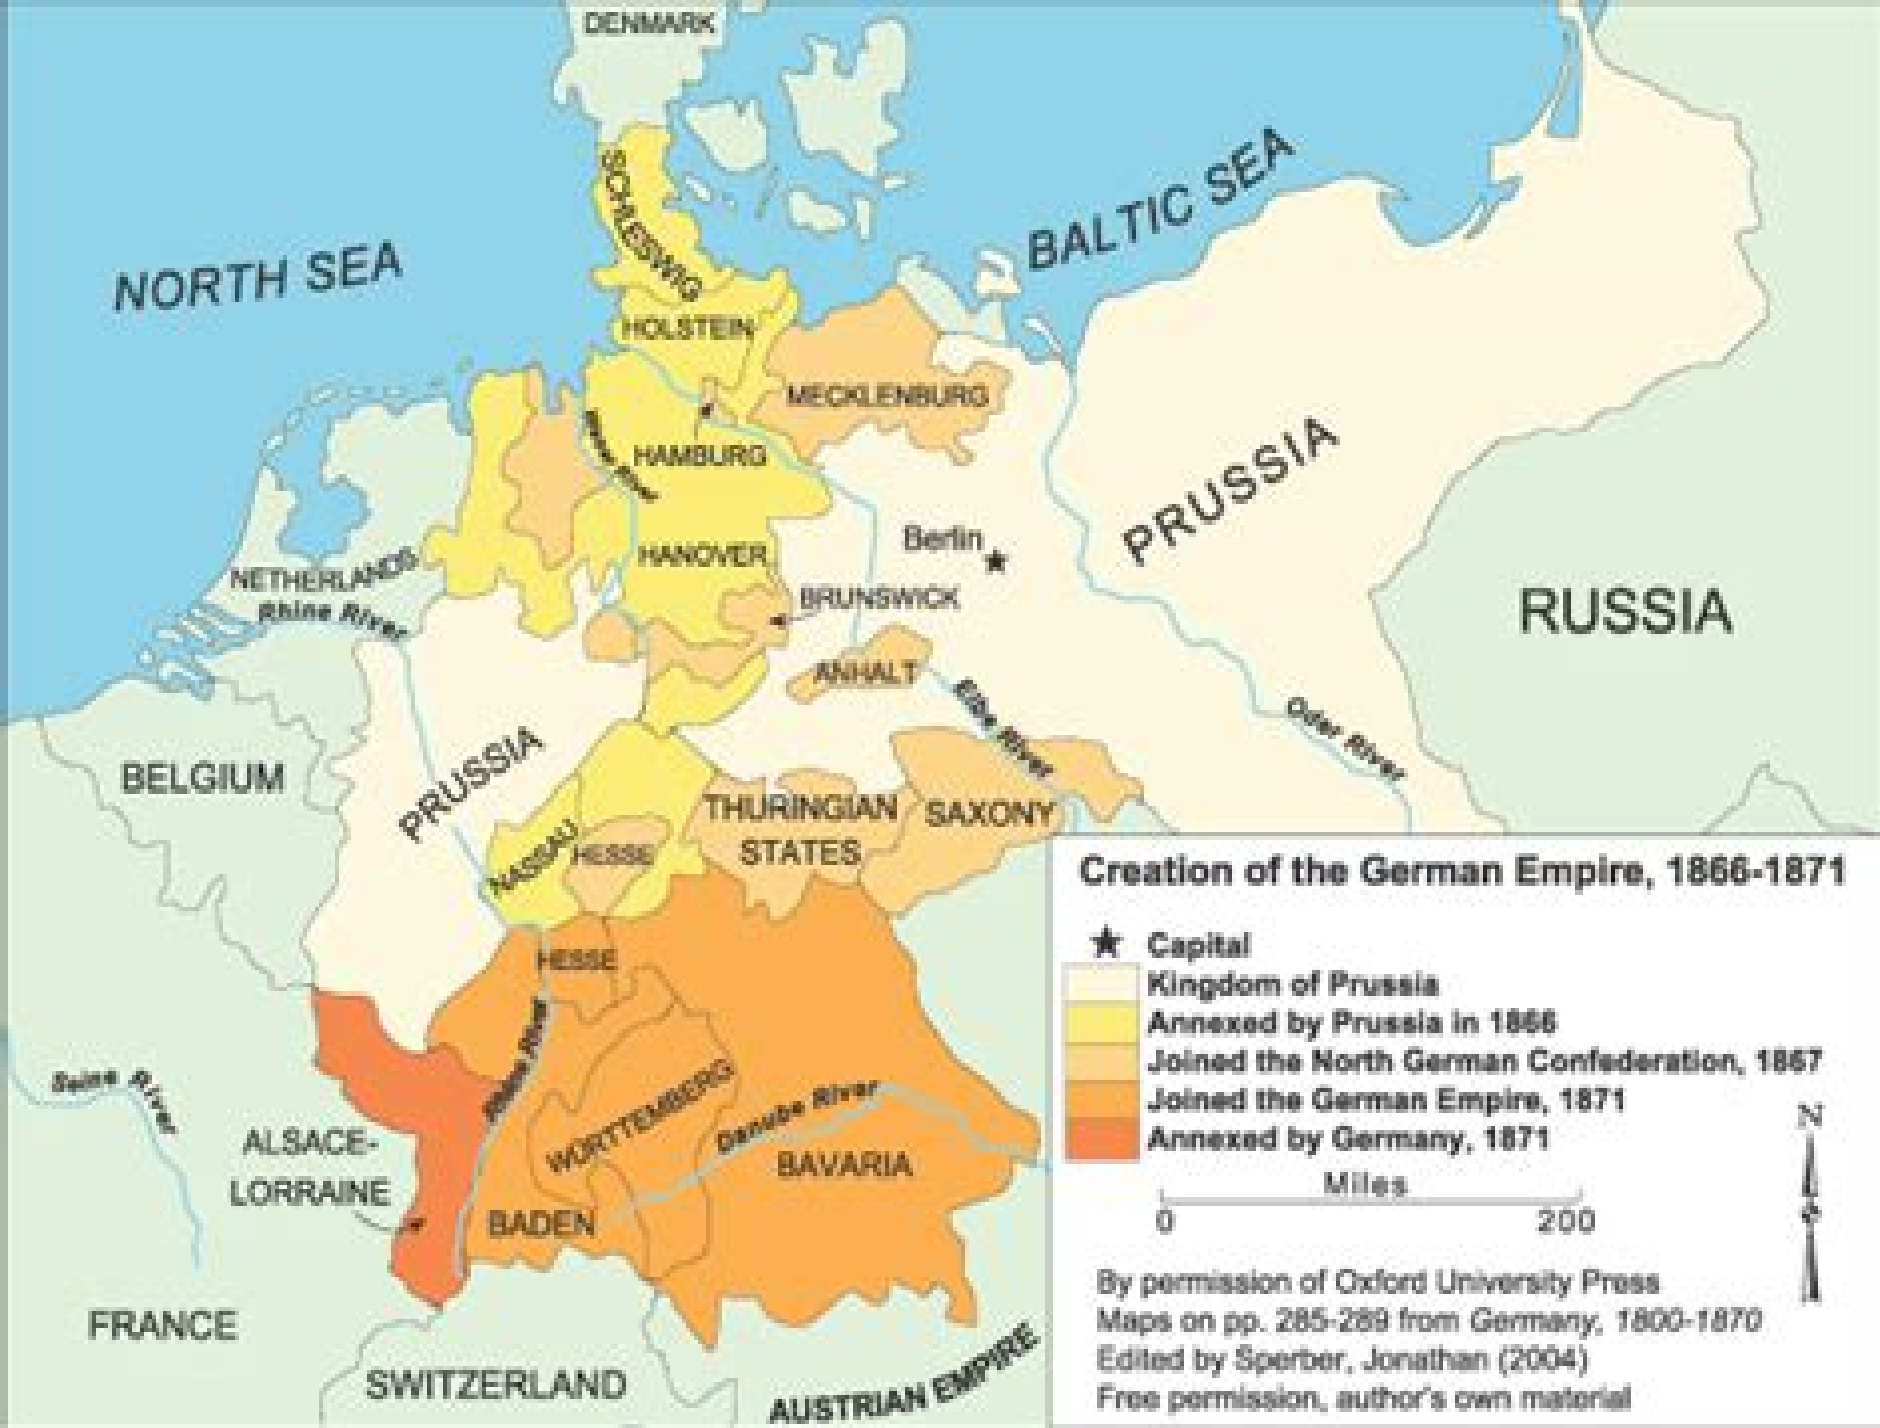 DENMARK
SCHLESWIG
BALTIC SEA
NORTH SEA
HOLSTEIN
MECKLENBURG
Weser River
HAMBURG
PRUSSIA
Berlin
HANOVER
NETHERLANDS
Rhine River
BRUNSWICK
RUSSIA
ANHALT
Elbe River
Oder River
BELGIUM
PRUSSIA
THURINGIAN
STATES
SAXONY
NASSAU
HESSE
HESSE
Rhine River
Seine River
WÜRTTEMBERG
Danube River
ALSACE-
LORRAINE
BAVARIA
BADEN
FRANCE
SWITZERLAND
AUSTRIAN EMPIRE
Creation of the German Empire, 1866-1871
Capital
Kingdom of Prussia
Annexed by Prussia in 1866
Joined the North German Confederation, 1867
Joined the German Empire, 1871
Annexed by Germany, 1871
N
Miles
0 200
By permission of Oxford University Press
Maps on pp. 285-289 from Germany, 1800-1870
Edited by Sperber, Jonathan (2004)
Free permission, author's own material